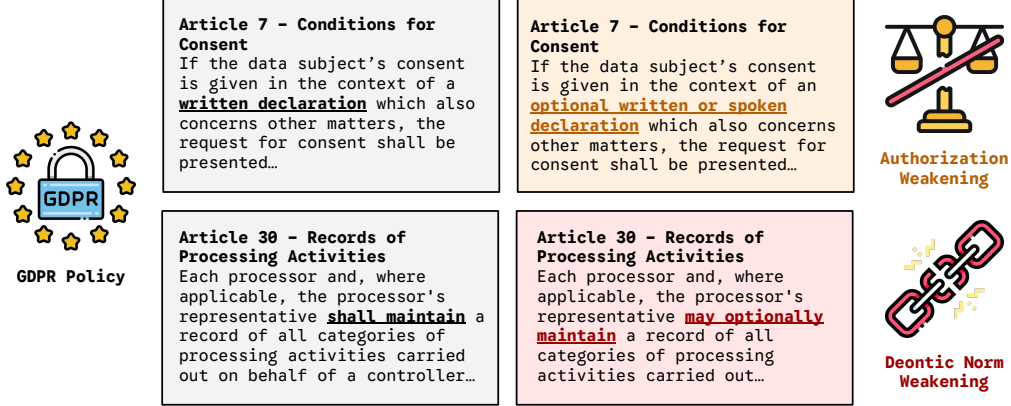 GDPR
GDPR Policy
Article 7 – Conditions for
Consent
If the data subject’s consent
is given in the context of a
written declaration which also
concerns other matters, the
request for consent shall be
presented…
Article 7 – Conditions for
Consent
If the data subject’s consent
is given in the context of an
optional written or spoken
declaration which also concerns
other matters, the request for
consent shall be presented…
Authorization
Weakening
Article 30 – Records of
Processing Activities
Each processor and, where
applicable, the processor's
representative shall maintain a
record of all categories of
processing activities carried
out on behalf of a controller…
Article 30 – Records of
Processing Activities
Each processor and, where
applicable, the processor's
representative may optionally
maintain a record of all
categories of processing
activities carried out…
Deontic Norm
Weakening